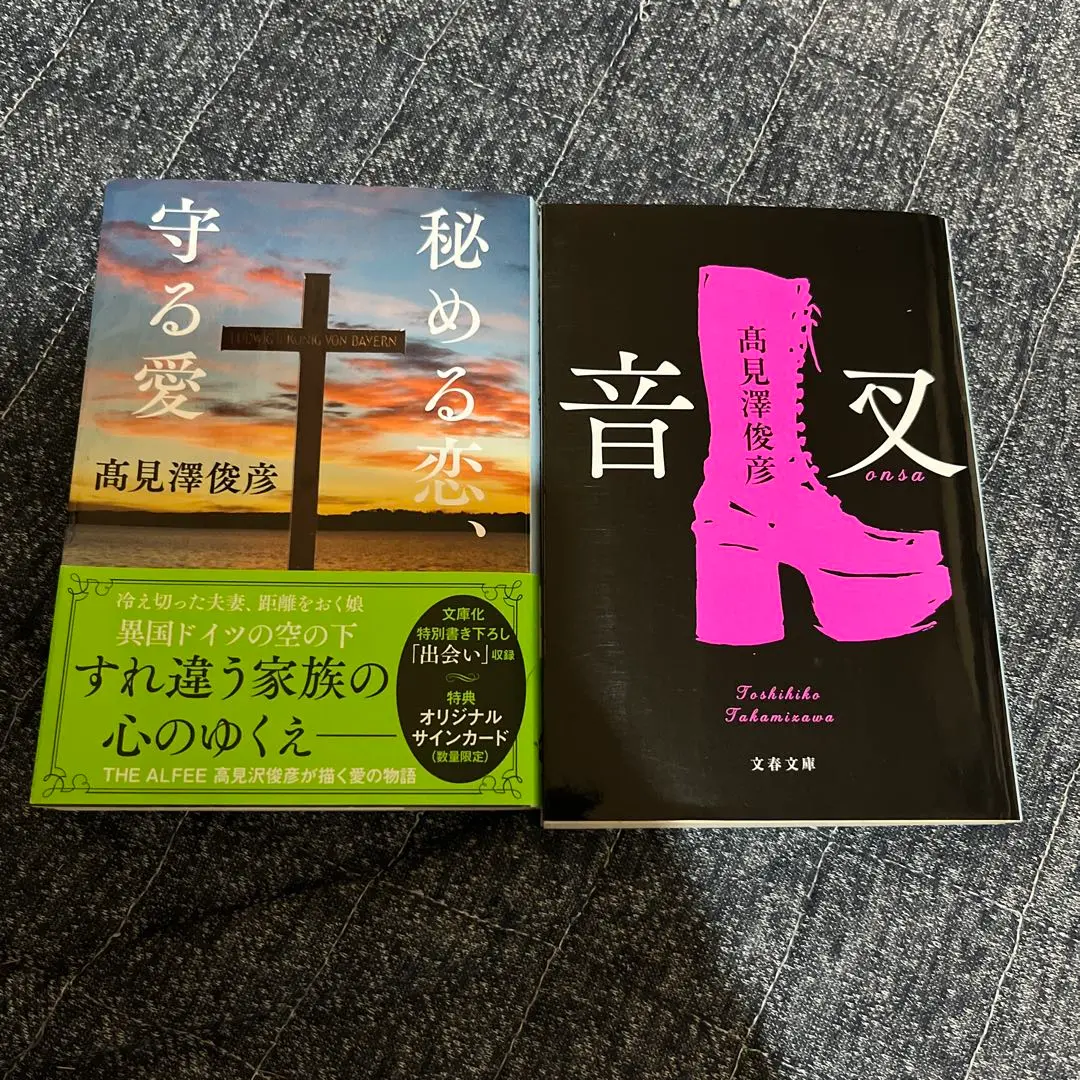 秘める恋、
守る愛
髙見澤俊彦
LUDWIG II KÖNIG VON BAYERN
冷え切った夫妻、距離をおく娘
異国ドイツの空の下
すれ違う家族の
心のゆくえ――
THE ALFEE 高見沢俊彦が描く愛の物語
文庫化
特別書き下ろし
「出会い」収録
特典
オリジナル
サインカード
(数量限定)
音叉
onsa
髙見澤俊彦
Toshihiko
Takamizawa
文春文庫